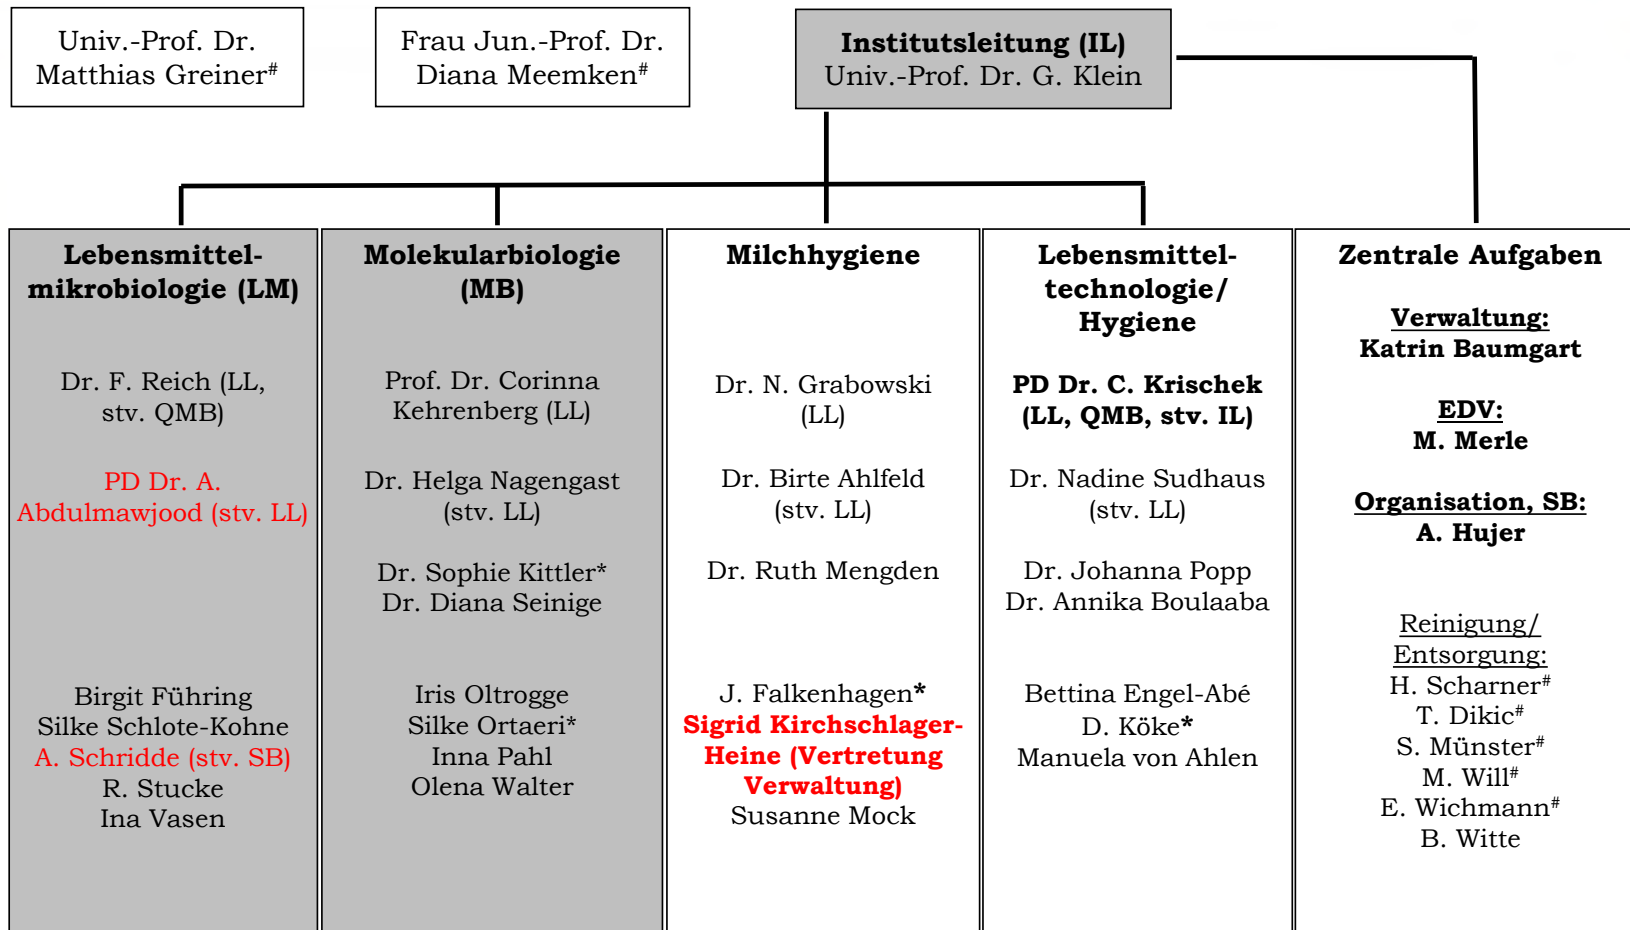 Univ.-Prof. Dr.
Matthias Greiner#
Frau Jun.-Prof. Dr.
Diana Meemken#
Institutsleitung (IL)
Univ.-Prof. Dr. G. Klein
Lebensmittel-
mikrobiologie (LM)
Dr. F. Reich (LL,
stv. QMB)
PD Dr. A.
Abdulmawjood (stv. LL)
Birgit Führing
Silke Schlote-Kohne
A. Schridde (stv. SB)
R. Stucke
Ina Vasen
Molekularbiologie
(MB)
Prof. Dr. Corinna
Kehrenberg (LL)
Dr. Helga Nagengast
(stv. LL)
Dr. Sophie Kittler*
Dr. Diana Seinige
Iris Oltrogge
Silke Ortaeri*
Inna Pahl
Olena Walter
Milchhygiene
Dr. N. Grabowski
(LL)
Dr. Birte Ahlfeld
(stv. LL)
Dr. Ruth Mengden
J. Falkenhagen*
Sigrid Kirchschlager-
Heine (Vertretung
Verwaltung)
Susanne Mock
Lebensmittel-
technologie/
Hygiene
PD Dr. C. Krischek
(LL, QMB, stv. IL)
Dr. Nadine Sudhaus
(stv. LL)
Dr. Johanna Popp
Dr. Annika Boulaaba
Bettina Engel-Abé
D. Köke*
Manuela von Ahlen
Zentrale Aufgaben
Verwaltung:
Katrin Baumgart
EDV:
M. Merle
Organisation, SB:
A. Hujer
Reinigung/
Entsorgung:
H. Scharner#
T. Dikic#
S. Münster#
M. Will#
E. Wichmann#
B. Witte